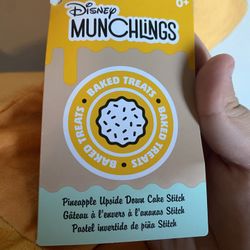 Disney
MUNCHLINGS
0+
• BAKED TREATS •
BAKED TREATS •
BAKED TREATS
Pineapple Upside Down Cake Stitch
Gâteau à l'envers à l'ananas Stitch
Pastel invertido de piña Stitch